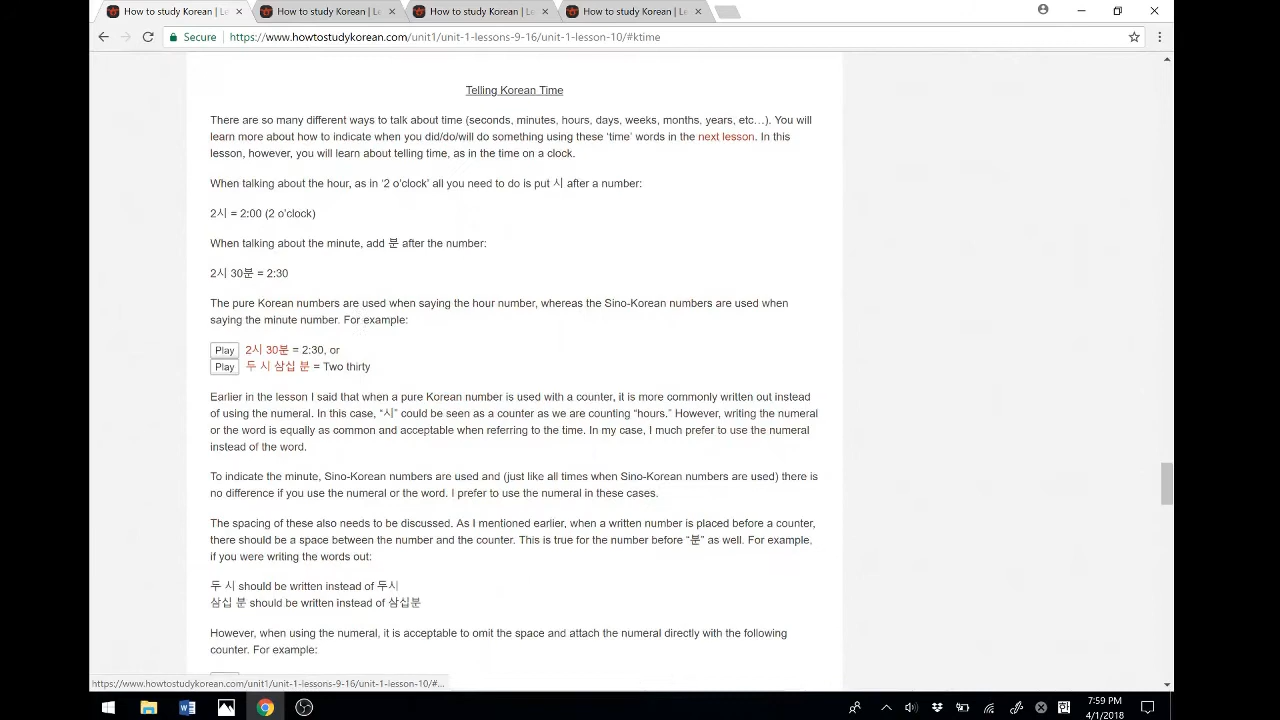 How to study Korean | Le
How to study Korean | Le
How to study Korean | Le
How to study Korean | Le
Secure
https://www.howtostudykorean.com/unit1/unit-1-lessons-9-16/unit-1-lesson-10/#ktime
Telling Korean Time
There are so many different ways to talk about time (seconds, minutes, hours, days, weeks, months, years, etc…). You will
learn more about how to indicate when you did/do/will do something using these ‘time’ words in the next lesson. In this
lesson, however, you will learn about telling time, as in the time on a clock.
When talking about the hour, as in ‘2 o’clock’ all you need to do is put 시 after a number:
2시 = 2:00 (2 o’clock)
When talking about the minute, add 분 after the number:
2시 30분 = 2:30
The pure Korean numbers are used when saying the hour number, whereas the Sino-Korean numbers are used when
saying the minute number. For example:
Play 2시 30분 = 2:30, or
Play 두 시 삼십 분 = Two thirty
Earlier in the lesson I said that when a pure Korean number is used with a counter, it is more commonly written out instead
of using the numeral. In this case, “시” could be seen as a counter as we are counting “hours.” However, writing the numeral
or the word is equally as common and acceptable when referring to the time. In my case, I much prefer to use the numeral
instead of the word.
To indicate the minute, Sino-Korean numbers are used and (just like all times when Sino-Korean numbers are used) there is
no difference if you use the numeral or the word. I prefer to use the numeral in these cases.
The spacing of these also needs to be discussed. As I mentioned earlier, when a written number is placed before a counter,
there should be a space between the number and the counter. This is true for the number before “분” as well. For example,
if you were writing the words out:
두 시 should be written instead of 두시
삼십 분 should be written instead of 삼십분
However, when using the numeral, it is acceptable to omit the space and attach the numeral directly with the following
counter. For example:
https://www.howtostudykorean.com/unit1/unit-1-lessons-9-16/unit-1-lesson-10/#...
7:59 PM
4/1/2018